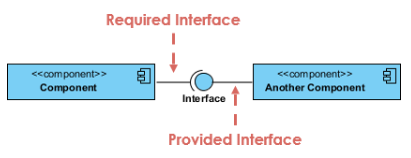 Required Interface
<<component>>
Component
Interface
<<component>>
Another Component
Provided Interface